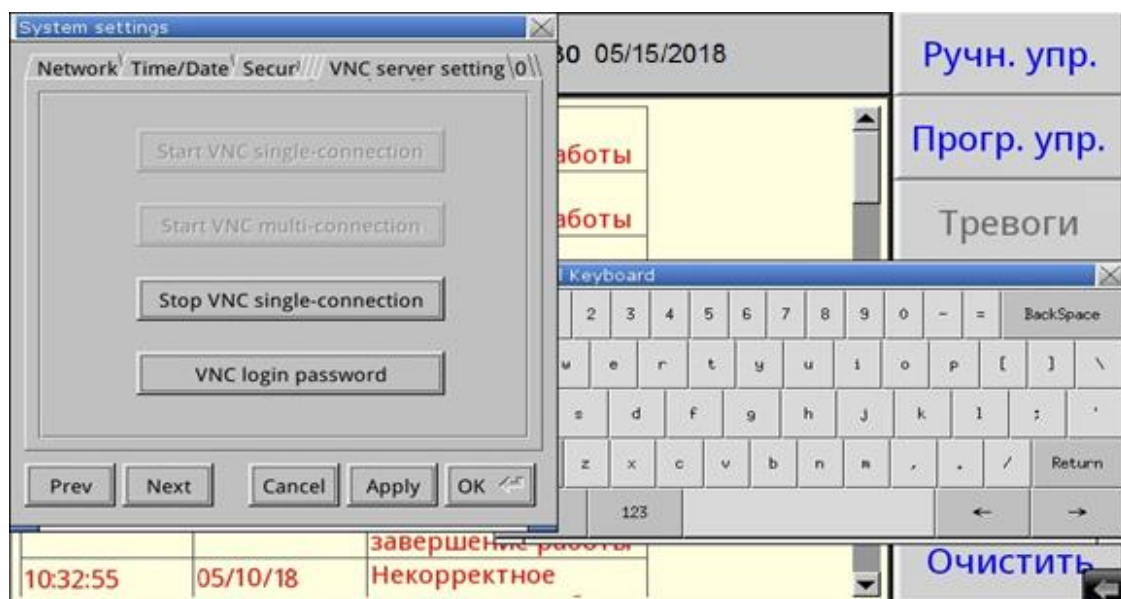 System settings
Network Time/Date Secur VNC server setting
Start VNC single-connection
Start VNC multi-connection
Stop VNC single-connection
VNC login password
Prev Next Cancel Apply OK
05/15/2018
аботы
аботы
завершение работы
10:32:55 05/10/18 Некорректное
Ручн. упр.
Прогр. упр.
Тревоги
Очистить
Keyboard
2 3 4 5 6 7 8 9 0 - = BackSpace
w e r t y u i o p [ ] \
s d f g h j k l ; '
z x c v b n m , . / Return
123 ← →